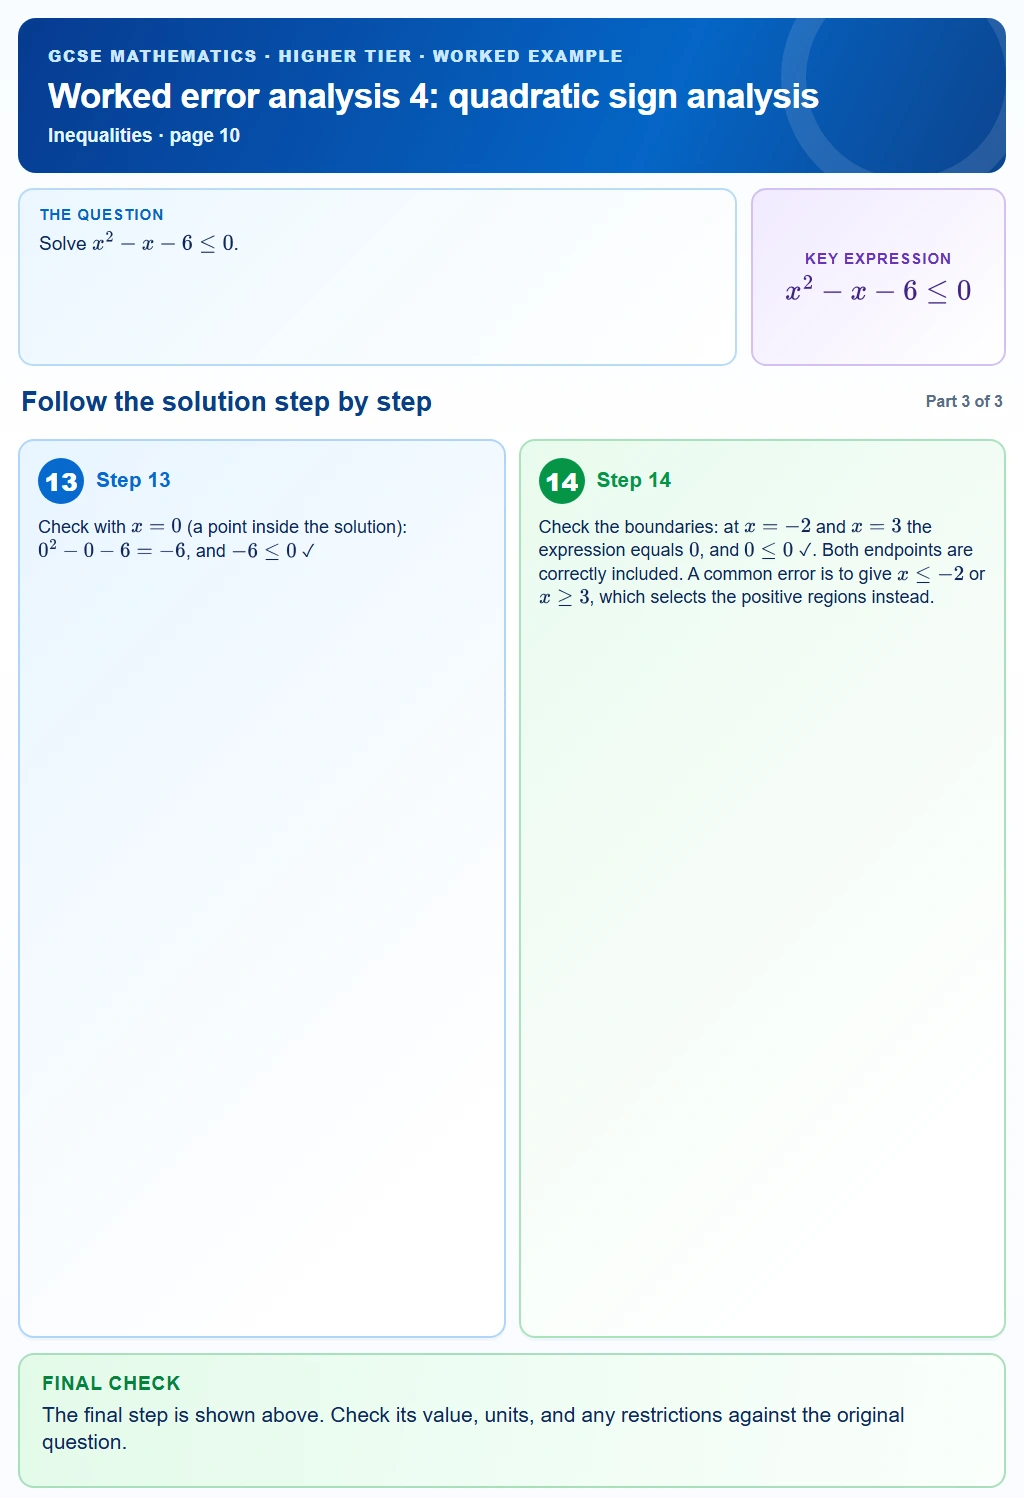 GCSE MATHEMATICS · HIGHER TIER · WORKED EXAMPLE
Worked error analysis 4: quadratic sign analysis
Inequalities · page 10
THE QUESTION
Solve x² − x − 6 ≤ 0.
KEY EXPRESSION
x² − x − 6 ≤ 0
Follow the solution step by step
Part 3 of 3
13 Step 13
Check with x = 0 (a point inside the solution):
0² − 0 − 6 = −6, and −6 ≤ 0 ✓
14 Step 14
Check the boundaries: at x = −2 and x = 3 the
expression equals 0, and 0 ≤ 0 ✓. Both endpoints are
correctly included. A common error is to give x ≤ −2 or
x ≥ 3, which selects the positive regions instead.
FINAL CHECK
The final step is shown above. Check its value, units, and any restrictions against the original
question.